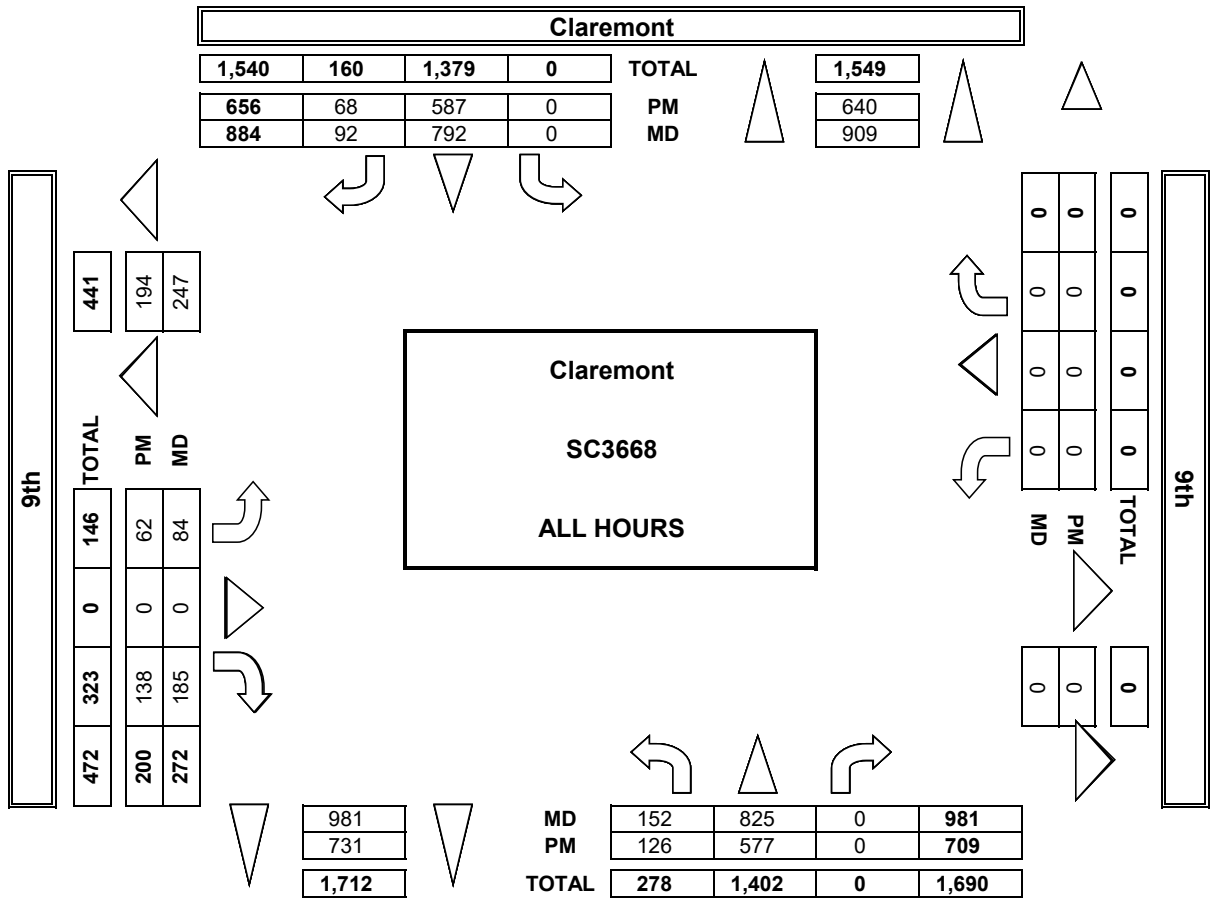 Claremont
1,540 160 1,379 0 TOTAL 1,549
656 68 587 0 PM 640
884 92 792 0 MD 909
9th
441 194 247
TOTAL PM MD
146 62 84
0 0 0
323 138 185
472 200 272
Claremont
SC3668
ALL HOURS
0 0 0
0 0 0
0 0 0
0 0 0
MD PM TOTAL
0 0 0
9th
981 MD 152 825 0 981
731 PM 126 577 0 709
1,712 TOTAL 278 1,402 0 1,690